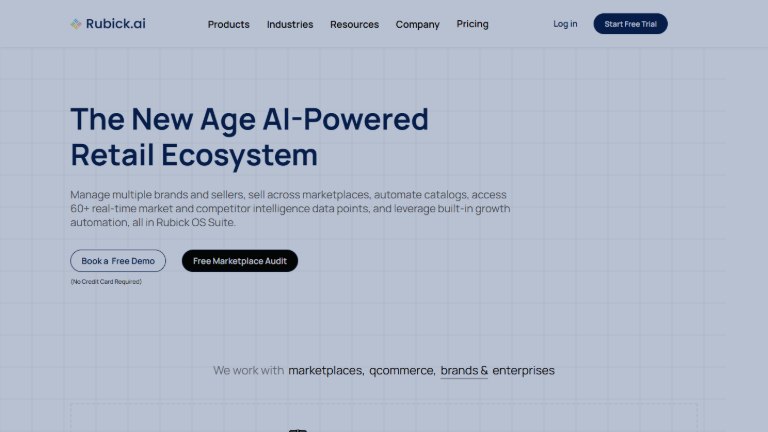 Rubick.ai
Products Industries Resources Company Pricing
Log in
Start Free Trial
The New Age AI-Powered
Retail Ecosystem
Manage multiple brands and sellers, sell across marketplaces, automate catalogs, access
60+ real-time market and competitor intelligence data points, and leverage built-in growth
automation, all in Rubick OS Suite.
Book a Free Demo
Free Marketplace Audit
(No Credit Card Required)
We work with marketplaces, qcommerce, brands & enterprises